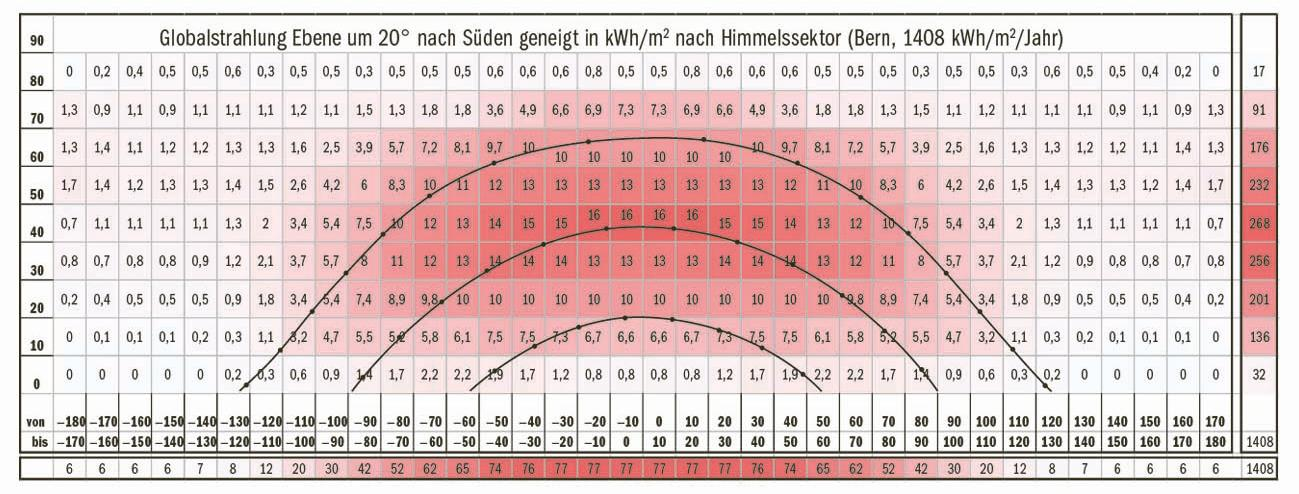 Globalstrahlung Ebene um 20° nach Süden geneigt in kWh/m² nach Himmelssektor (Bern, 1408 kWh/m²/Jahr)
90
80 0 0,2 0,4 0,5 0,5 0,6 0,3 0,5 0,5 0,3 0,5 0,5 0,5 0,6 0,6 0,6 0,8 0,5 0,5 0,8 0,6 0,6 0,6 0,5 0,5 0,5 0,3 0,5 0,5 0,3 0,6 0,5 0,5 0,4 0,2 0 17
70 1,3 0,9 1,1 0,9 1,1 1,1 1,1 1,2 1,1 1,5 1,3 1,8 1,8 3,6 4,9 6,6 6,9 7,3 7,3 6,9 6,6 4,9 3,6 1,8 1,8 1,3 1,5 1,1 1,2 1,1 1,1 1,1 0,9 1,1 0,9 1,3 91
60 1,3 1,4 1,1 1,2 1,2 1,3 1,3 1,6 2,5 3,9 5,7 7,2 8,1 9,7 10 10 10 10 10 10 10 10 9,7 8,1 7,2 5,7 3,9 2,5 1,6 1,3 1,3 1,2 1,2 1,1 1,4 1,3 176
50 1,7 1,4 1,2 1,3 1,3 1,4 1,5 2,6 4,2 6 8,3 10 11 12 13 13 13 13 13 13 13 13 12 11 10 8,3 6 4,2 2,6 1,5 1,4 1,3 1,3 1,2 1,4 1,7 232
40 0,7 1,1 1,1 1,1 1,1 1,3 2 3,4 5,4 7,5 10 12 13 14 15 15 16 16 16 16 15 15 14 13 12 10 7,5 5,4 3,4 2 1,3 1,1 1,1 1,1 1,1 0,7 268
30 0,8 0,7 0,8 0,8 0,9 1,2 2,1 3,7 5,7 8 11 12 13 14 14 14 13 13 13 13 14 14 14 13 12 11 8 5,7 3,7 2,1 1,2 0,9 0,8 0,8 0,7 0,8 256
20 0,2 0,4 0,5 0,5 0,5 0,9 1,8 3,4 5,4 7,4 8,9 9,8 10 10 10 10 10 10 10 10 10 10 10 10 9,8 8,9 7,4 5,4 3,4 1,8 0,9 0,5 0,5 0,5 0,4 0,2 201
10 0 0,1 0,1 0,1 0,2 0,3 1,1 3,2 4,7 5,5 5,2 5,8 6,1 7,5 7,5 7,3 6,7 6,6 6,6 6,7 7,3 7,5 7,5 6,1 5,8 5,2 5,5 4,7 3,2 1,1 0,3 0,2 0,1 0,1 0,1 0 136
0 0 0 0 0 0 0,2 0,3 0,6 0,9 1,4 1,7 2,2 2,2 1,9 1,7 1,2 0,8 0,8 0,8 0,8 1,2 1,7 1,9 2,2 2,2 1,7 1,4 0,9 0,6 0,3 0,2 0 0 0 0 0 32
von –180 –170 –160 –150 –140 –130 –120 –110 –100 –90 –80 –70 –60 –50 –40 –30 –20 –10 0 10 20 30 40 50 60 70 80 90 100 110 120 130 140 150 160 170
bis –170 –160 –150 –140 –130 –120 –110 –100 –90 –80 –70 –60 –50 –40 –30 –20 –10 0 10 20 30 40 50 60 70 80 90 100 110 120 130 140 150 160 170 180 1408
6 6 6 6 7 8 12 20 30 42 52 62 65 74 76 77 77 77 77 77 77 76 74 65 62 52 42 30 20 12 8 7 6 6 6 6 1408